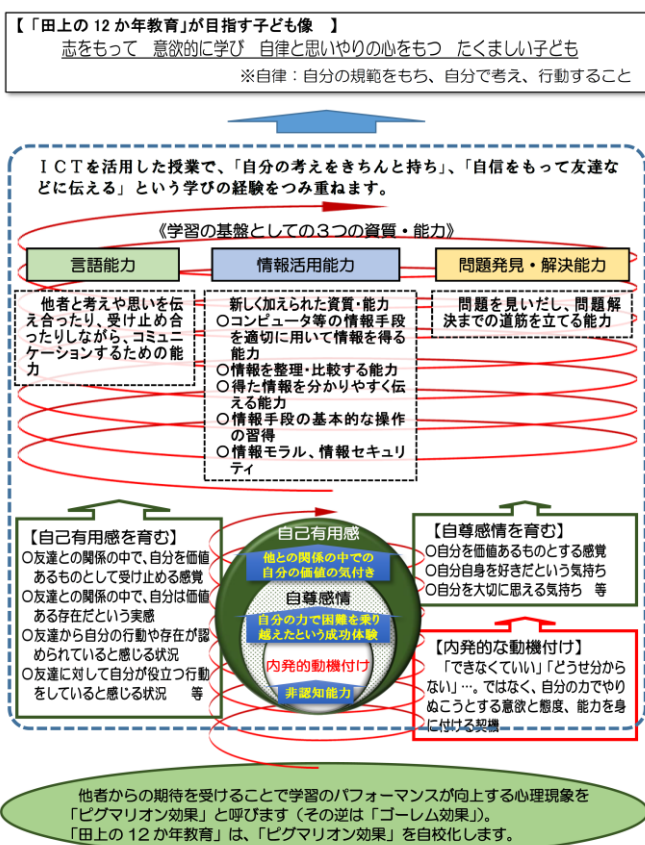 【「田上の12か年教育」が目指す子ども像　】
志をもって　意欲的に学び　自律と思いやりの心をもつ　たくましい子ども
※自律：自分の規範をもち、自分で考え、行動すること
ＩＣＴを活用した授業で、「自分の考えをきちんと持ち」、「自信をもって友達な
どに伝える」という学びの経験をつみ重ねます。
《学習の基盤としての３つの資質・能力》
言語能力
他者と考えや思いを伝
え合ったり、受け止め合
ったりしながら、コミュニ
ケーションするための能
力
情報活用能力
新しく加えられた資質・能力
○コンピュータ等の情報手段
を適切に用いて情報を得る
能力
○情報を整理・比較する能力
○得た情報を分かりやすく伝
える能力
○情報手段の基本的な操作
の習得
○情報モラル、情報セキュリ
ティ
問題発見・解決能力
問題を見いだし、問題解
決までの道筋を立てる能力
【自己有用感を育む】
○友達との関係の中で、自分を価値
あるものとして受け止める感覚
○友達との関係の中で、自分は価値
ある存在だという実感
○友達から自分の行動や存在が認
められていると感じる状況
○友達に対して自分が役立つ行動
をしていると感じる状況　等
自己有用感
他との関係の中での
自分の価値の気付き
自尊感情
自分の力で困難を乗り
越えたという成功体験
内発的動機付け
非認知能力
【自尊感情を育む】
○自分を価値あるものとする感覚
○自分自身を好きだという気持ち
○自分を大切に思える気持ち　等
【内発的な動機付け】
「できなくていい」「どうせ分から
ない」…。ではなく、自分の力でやり
ぬこうとする意欲と態度、能力を身
に付ける契機
他者からの期待を受けることで学習のパフォーマンスが向上する心理現象を
「ピグマリオン効果」と呼びます（その逆は「ゴーレム効果」）。
「田上の12か年教育」は、「ピグマリオン効果」を自校化します。